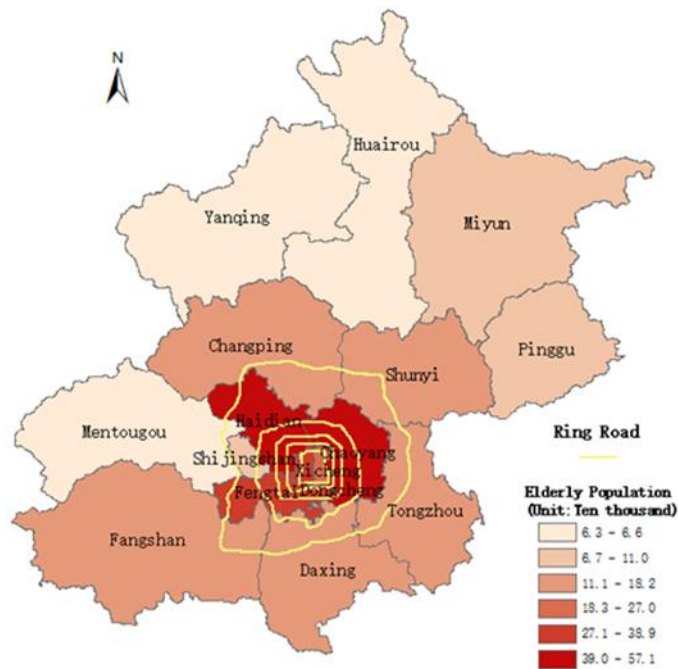 N
Huairou
Yanqing
Miyun
Changping
Shunyi
Pinggu
Haidian
Mentougou
Shijingshan
Chaoyang
Xicheng
Fengtai
Dongcheng
Tongzhou
Fangshan
Daxing
Ring Road
Elderly Population
(Unit:Ten thousand)
6.3 - 6.6
6.7 - 11.0
11.1 - 18.2
18.3 - 27.0
27.1 - 38.9
39.0 - 57.1